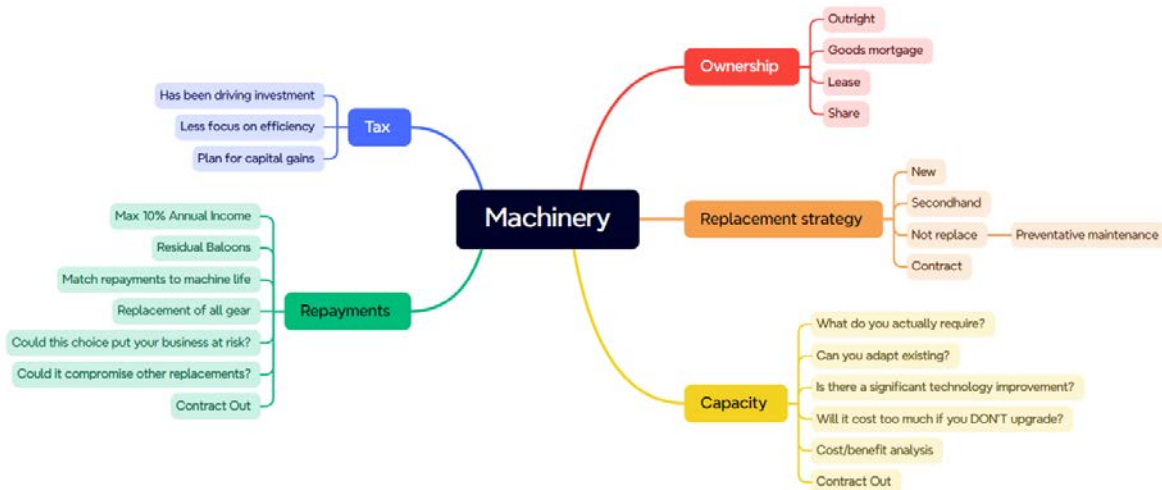 Machinery
Ownership
Outright
Goods mortgage
Lease
Share
Replacement strategy
New
Secondhand
Not replace
Preventative maintenance
Contract
Capacity
What do you actually require?
Can you adapt existing?
Is there a significant technology improvement?
Will it cost too much if you DON'T upgrade?
Cost/benefit analysis
Contract Out
Tax
Has been driving investment
Less focus on efficiency
Plan for capital gains
Repayments
Max 10% Annual Income
Residual Baloons
Match repayments to machine life
Replacement of all gear
Could this choice put your business at risk?
Could it compromise other replacements?
Contract Out